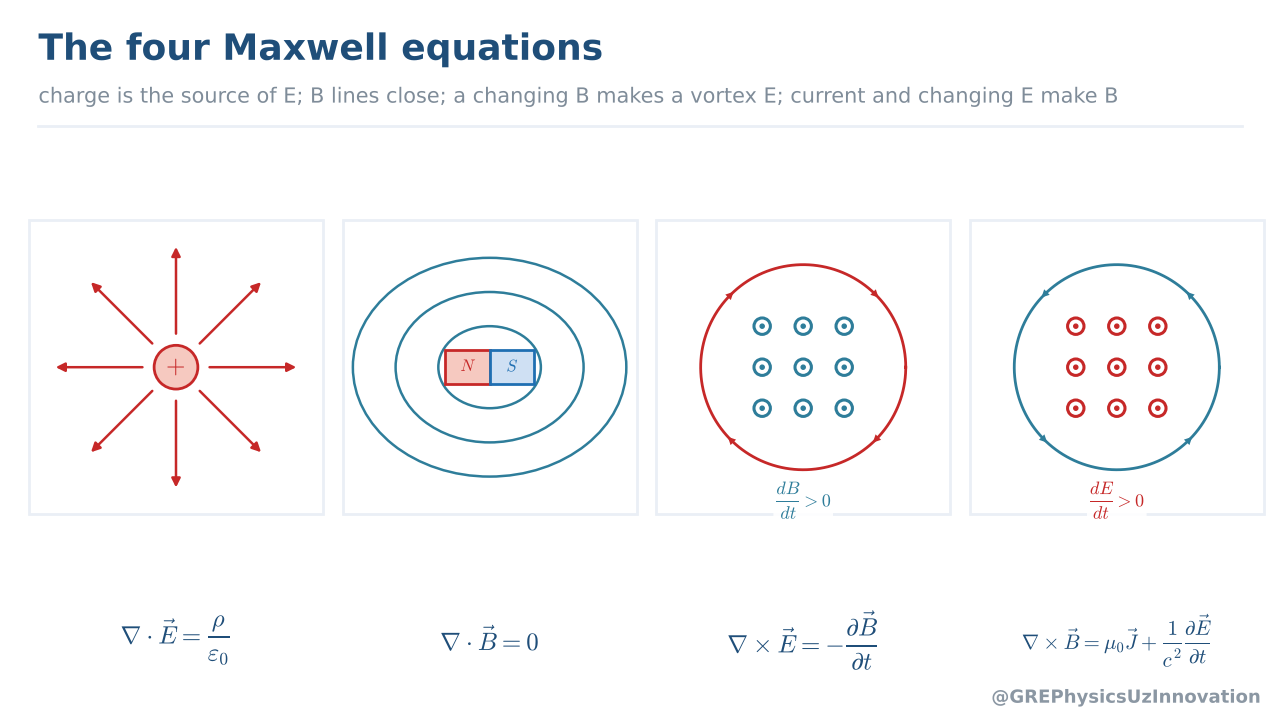 The four Maxwell equations
charge is the source of E; B lines close; a changing B makes a vortex E; current and changing E make B
+
N S
dB/dt > 0
dE/dt > 0
∇ · E⃗ = ρ/ε₀
∇ · B⃗ = 0
∇ × E⃗ = −∂B⃗/∂t
∇ × B⃗ = μ₀J⃗ + 1/c² ∂E⃗/∂t
@GREPhysicsUzInnovation